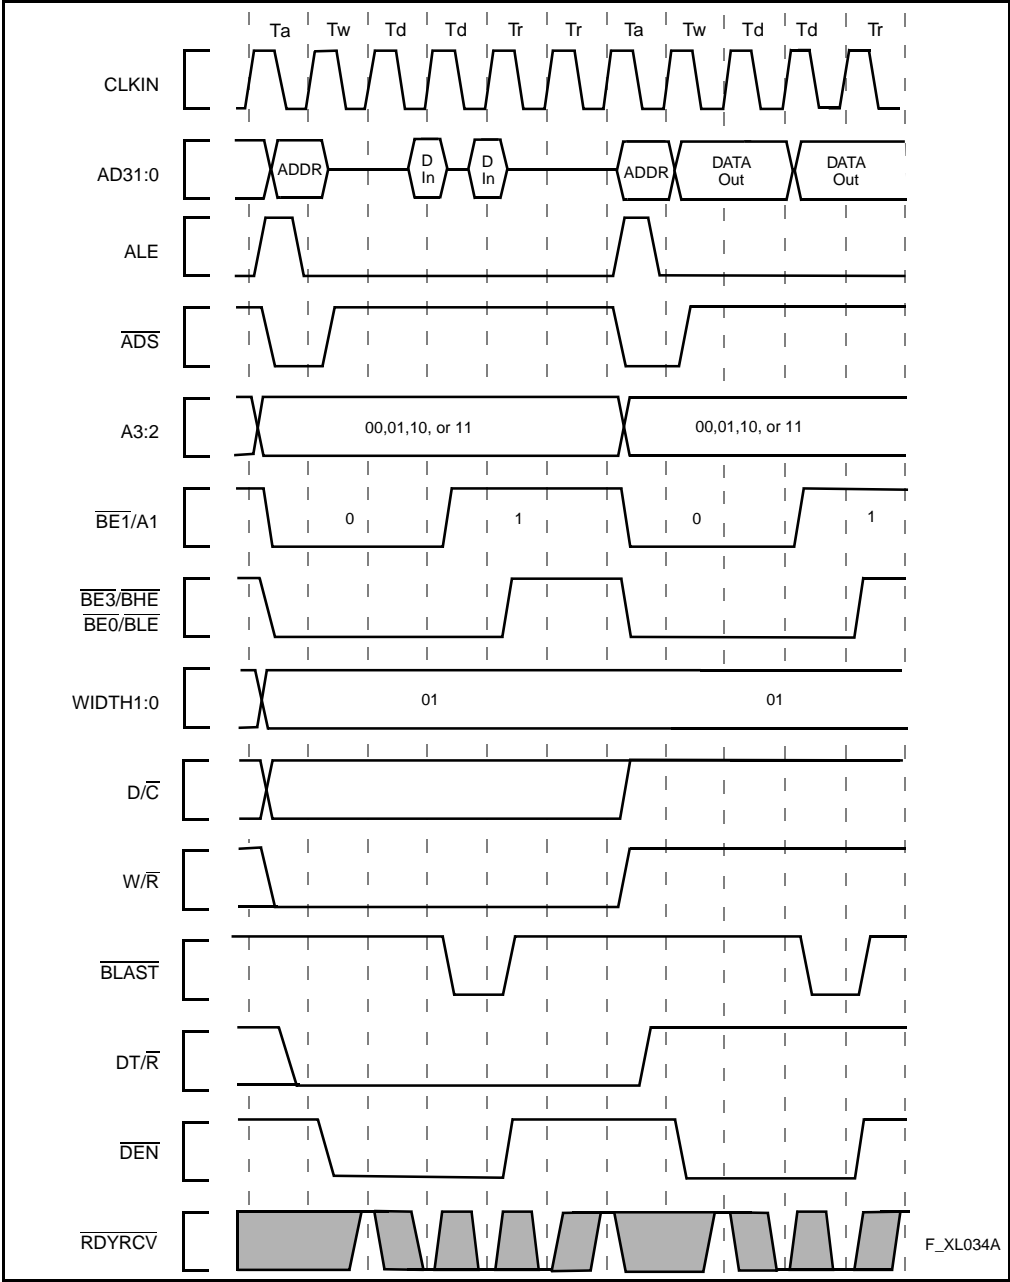 Ta Tw Td Td Tr Tr Ta Tw Td Td Tr
CLKIN
AD31:0
ADDR
D
In
D
In
ADDR
DATA
Out
DATA
Out
ALE
ADS
A3:2
00,01,10, or 11
00,01,10, or 11
BE1/A1
0
1
0
1
BE3/BHE
BE0/BLE
WIDTH1:0
01
01
D/C
W/R
BLAST
DT/R
DEN
RDYRCV
F_XL034A